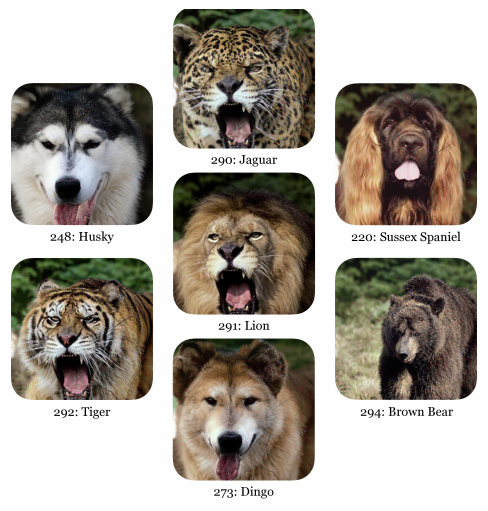 290: Jaguar
248: Husky
220: Sussex Spaniel
291: Lion
292: Tiger
294: Brown Bear
273: Dingo